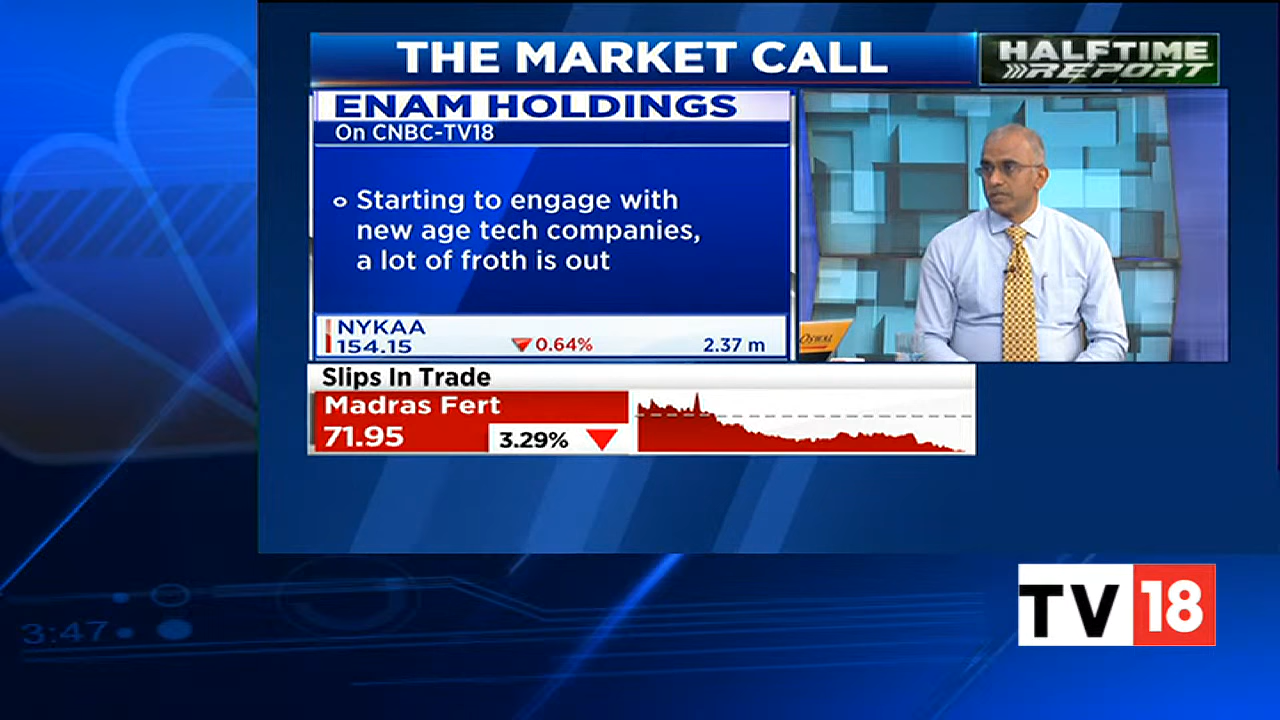 THE MARKET CALL
HALFTIME
REPORT
ENAM HOLDINGS
On CNBC-TV18
Starting to engage with
new age tech companies,
a lot of froth is out
NYKAA
154.15 0.64% 2.37 m
OSWAL
Slips In Trade
Madras Fert
71.95 3.29%
TV18
3:47